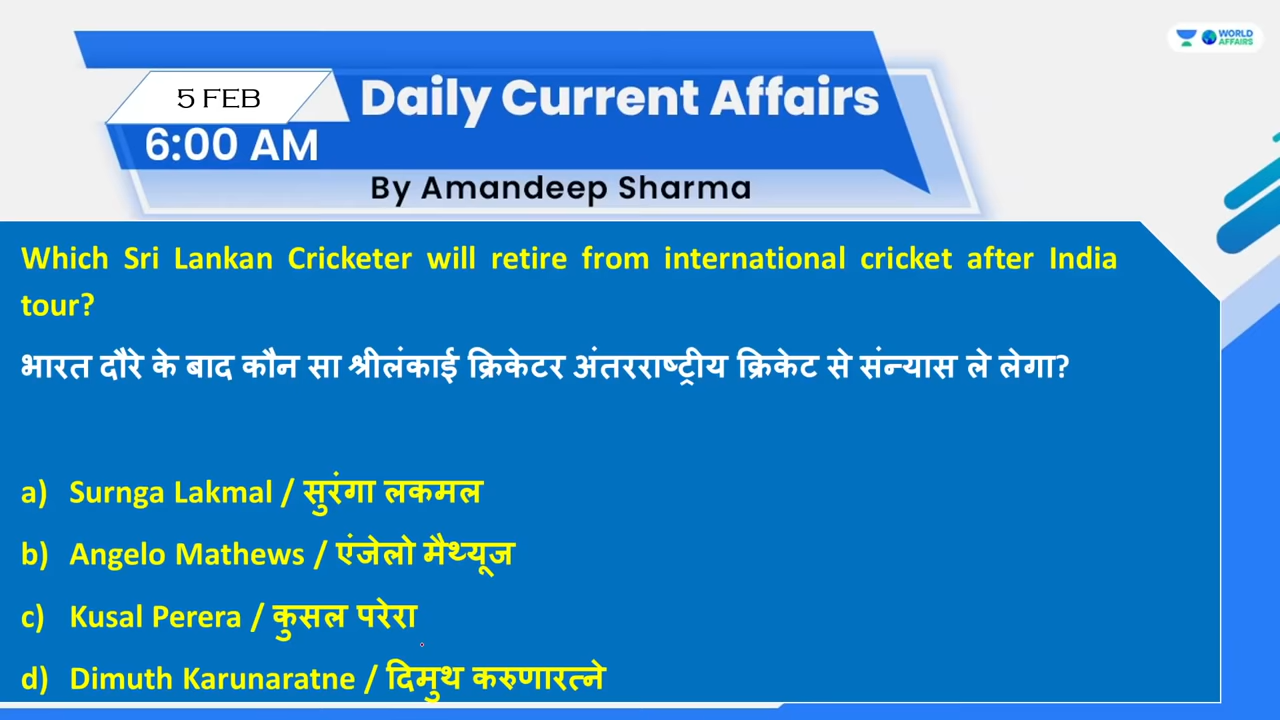 WORLD
AFFAIRS
5 FEB
Daily Current Affairs
6:00 AM
By Amandeep Sharma
Which Sri Lankan Cricketer will retire from international cricket after India
tour?
भारत दौरे के बाद कौन सा श्रीलंकाई क्रिकेटर अंतरराष्ट्रीय क्रिकेट से संन्यास ले लेगा?
a) Surnga Lakmal / सुरंगा लकमल
b) Angelo Mathews / एंजेलो मैथ्यूज
c) Kusal Perera / कुसल परेरा
d) Dimuth Karunaratne / दिमुथ करुणारत्ने